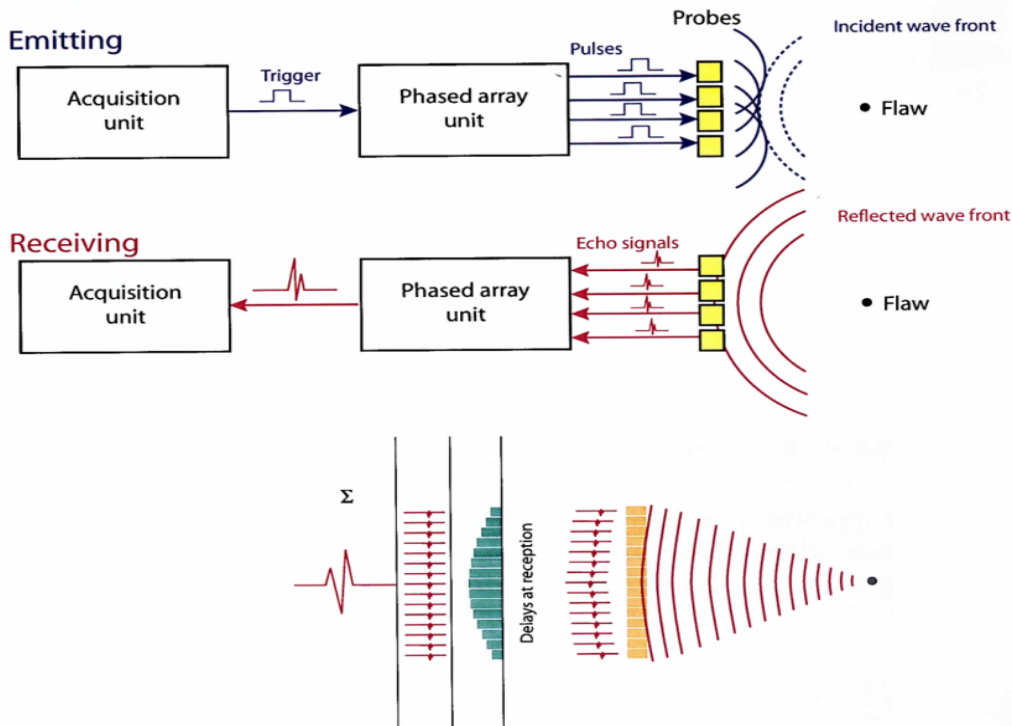 Emitting
Probes
Incident wave front
Pulses
Trigger
Acquisition
unit
Phased array
unit
Flaw
Receiving
Reflected wave front
Echo signals
Acquisition
unit
Phased array
unit
Flaw
Σ
Delays at reception